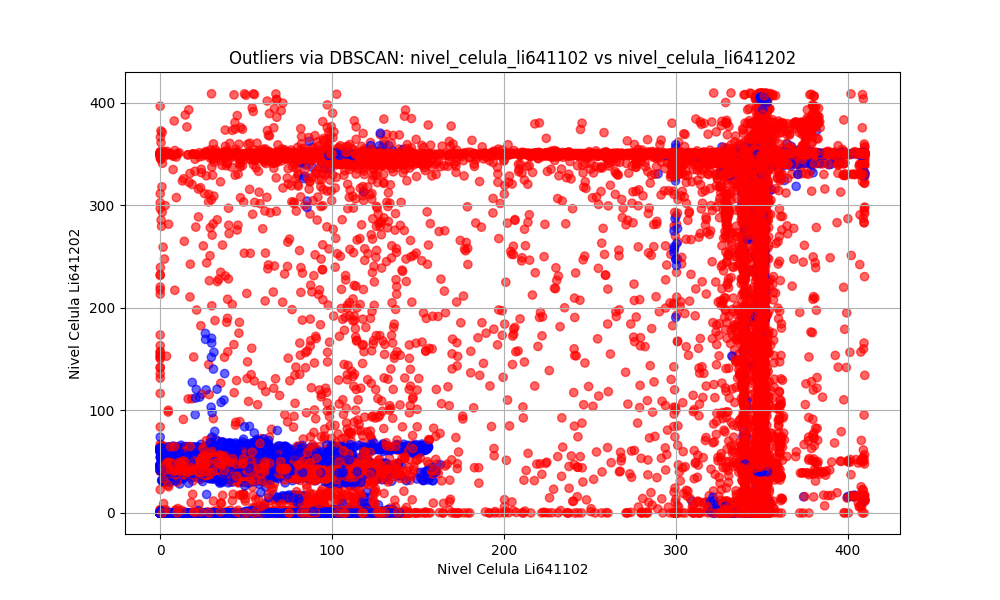 Outliers via DBSCAN: nivel_celula_li641102 vs nivel_celula_li641202
400
300
200
100
0
Nivel Celula Li641202
0 100 200 300 400
Nivel Celula Li641102